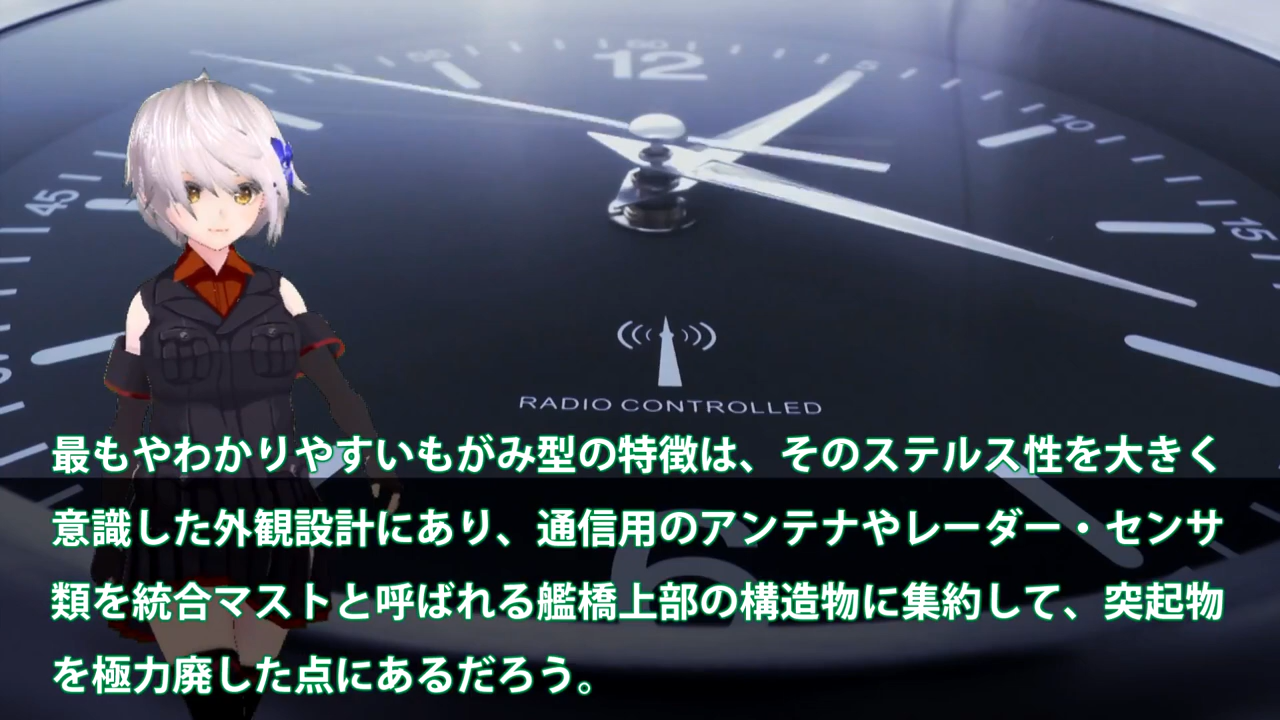 60
55
12
5
10
45
15
RADIO CONTROLLED
最もやわかりやすいもがみ型の特徴は、そのステルス性を大きく
意識した外観設計にあり、通信用のアンテナやレーダー・センサ
類を統合マストと呼ばれる艦橋上部の構造物に集約して、突起物
を極力廃した点にあるだろう。
6